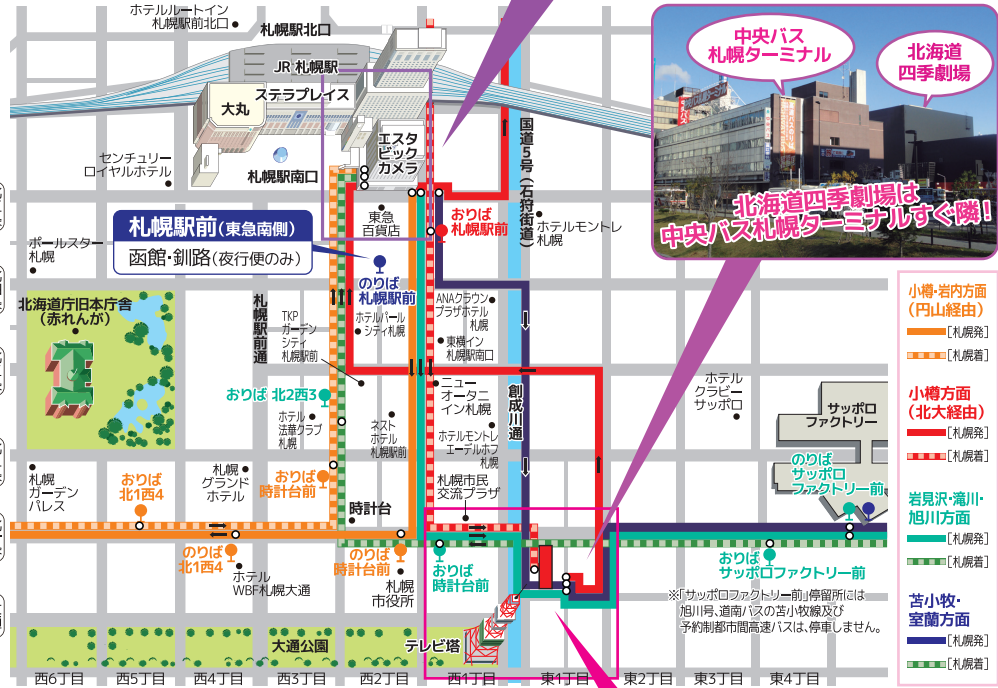 ホテルルートイン
札幌駅前北口
札幌駅北口
JR 札幌駅
ステラプレイス
大丸
エスタ
ビック
カメラ
センチュリー
ロイヤルホテル
札幌駅南口
国道5号(石狩街道)
中央バス
札幌ターミナル
北海道
四季劇場
北海道四季劇場は
中央バス札幌ターミナルすぐ隣!
東急
百貨店
おりば
札幌駅前
ホテルモントレ
札幌
札幌駅前(東急南側)
函館・釧路(夜行便のみ)
ポールスター
札幌
のりば
札幌駅前
北海道庁旧本庁舎
(赤れんが)
札幌駅前通
TKP
ガーデン
シティ
札幌駅前
ホテルパール
シティ札幌
ANAクラウン
プラザホテル
札幌
東横イン
札幌駅南口
おりば 北2西3
ニュー
オータニ
イン札幌
創成川通
ホテル
クラビー
サッポロ
サッポロ
ファクトリー
ホテル
法華クラブ
札幌
ネスト
ホテル
札幌駅前
ホテルモントレ
エーデルホフ
札幌
のりば
サッポロ
ファクトリー前
札幌
ガーデン
パレス
おりば
北1西4
札幌
グランド
ホテル
おりば
時計台前
札幌市民
交流プラザ
時計台
のりば
北1西4
ホテル
WBF札幌大通
のりば
時計台前
札幌
市役所
おりば
時計台前
おりば
サッポロファクトリー前
※「サッポロファクトリー前」停留所には
旭川号、道南バスの苫小牧線及び
予約制都市間高速バスは、停車しません。
大通公園
テレビ塔
西6丁目
西5丁目
西4丁目
西3丁目
西2丁目
西1丁目
東1丁目
東2丁目
東3丁目
東4丁目
小樽・岩内方面
(円山経由)
[札幌発]
[札幌着]
小樽方面
(北大経由)
[札幌発]
[札幌着]
岩見沢・滝川・
旭川方面
[札幌発]
[札幌着]
苫小牧・
室蘭方面
[札幌発]
[札幌着]